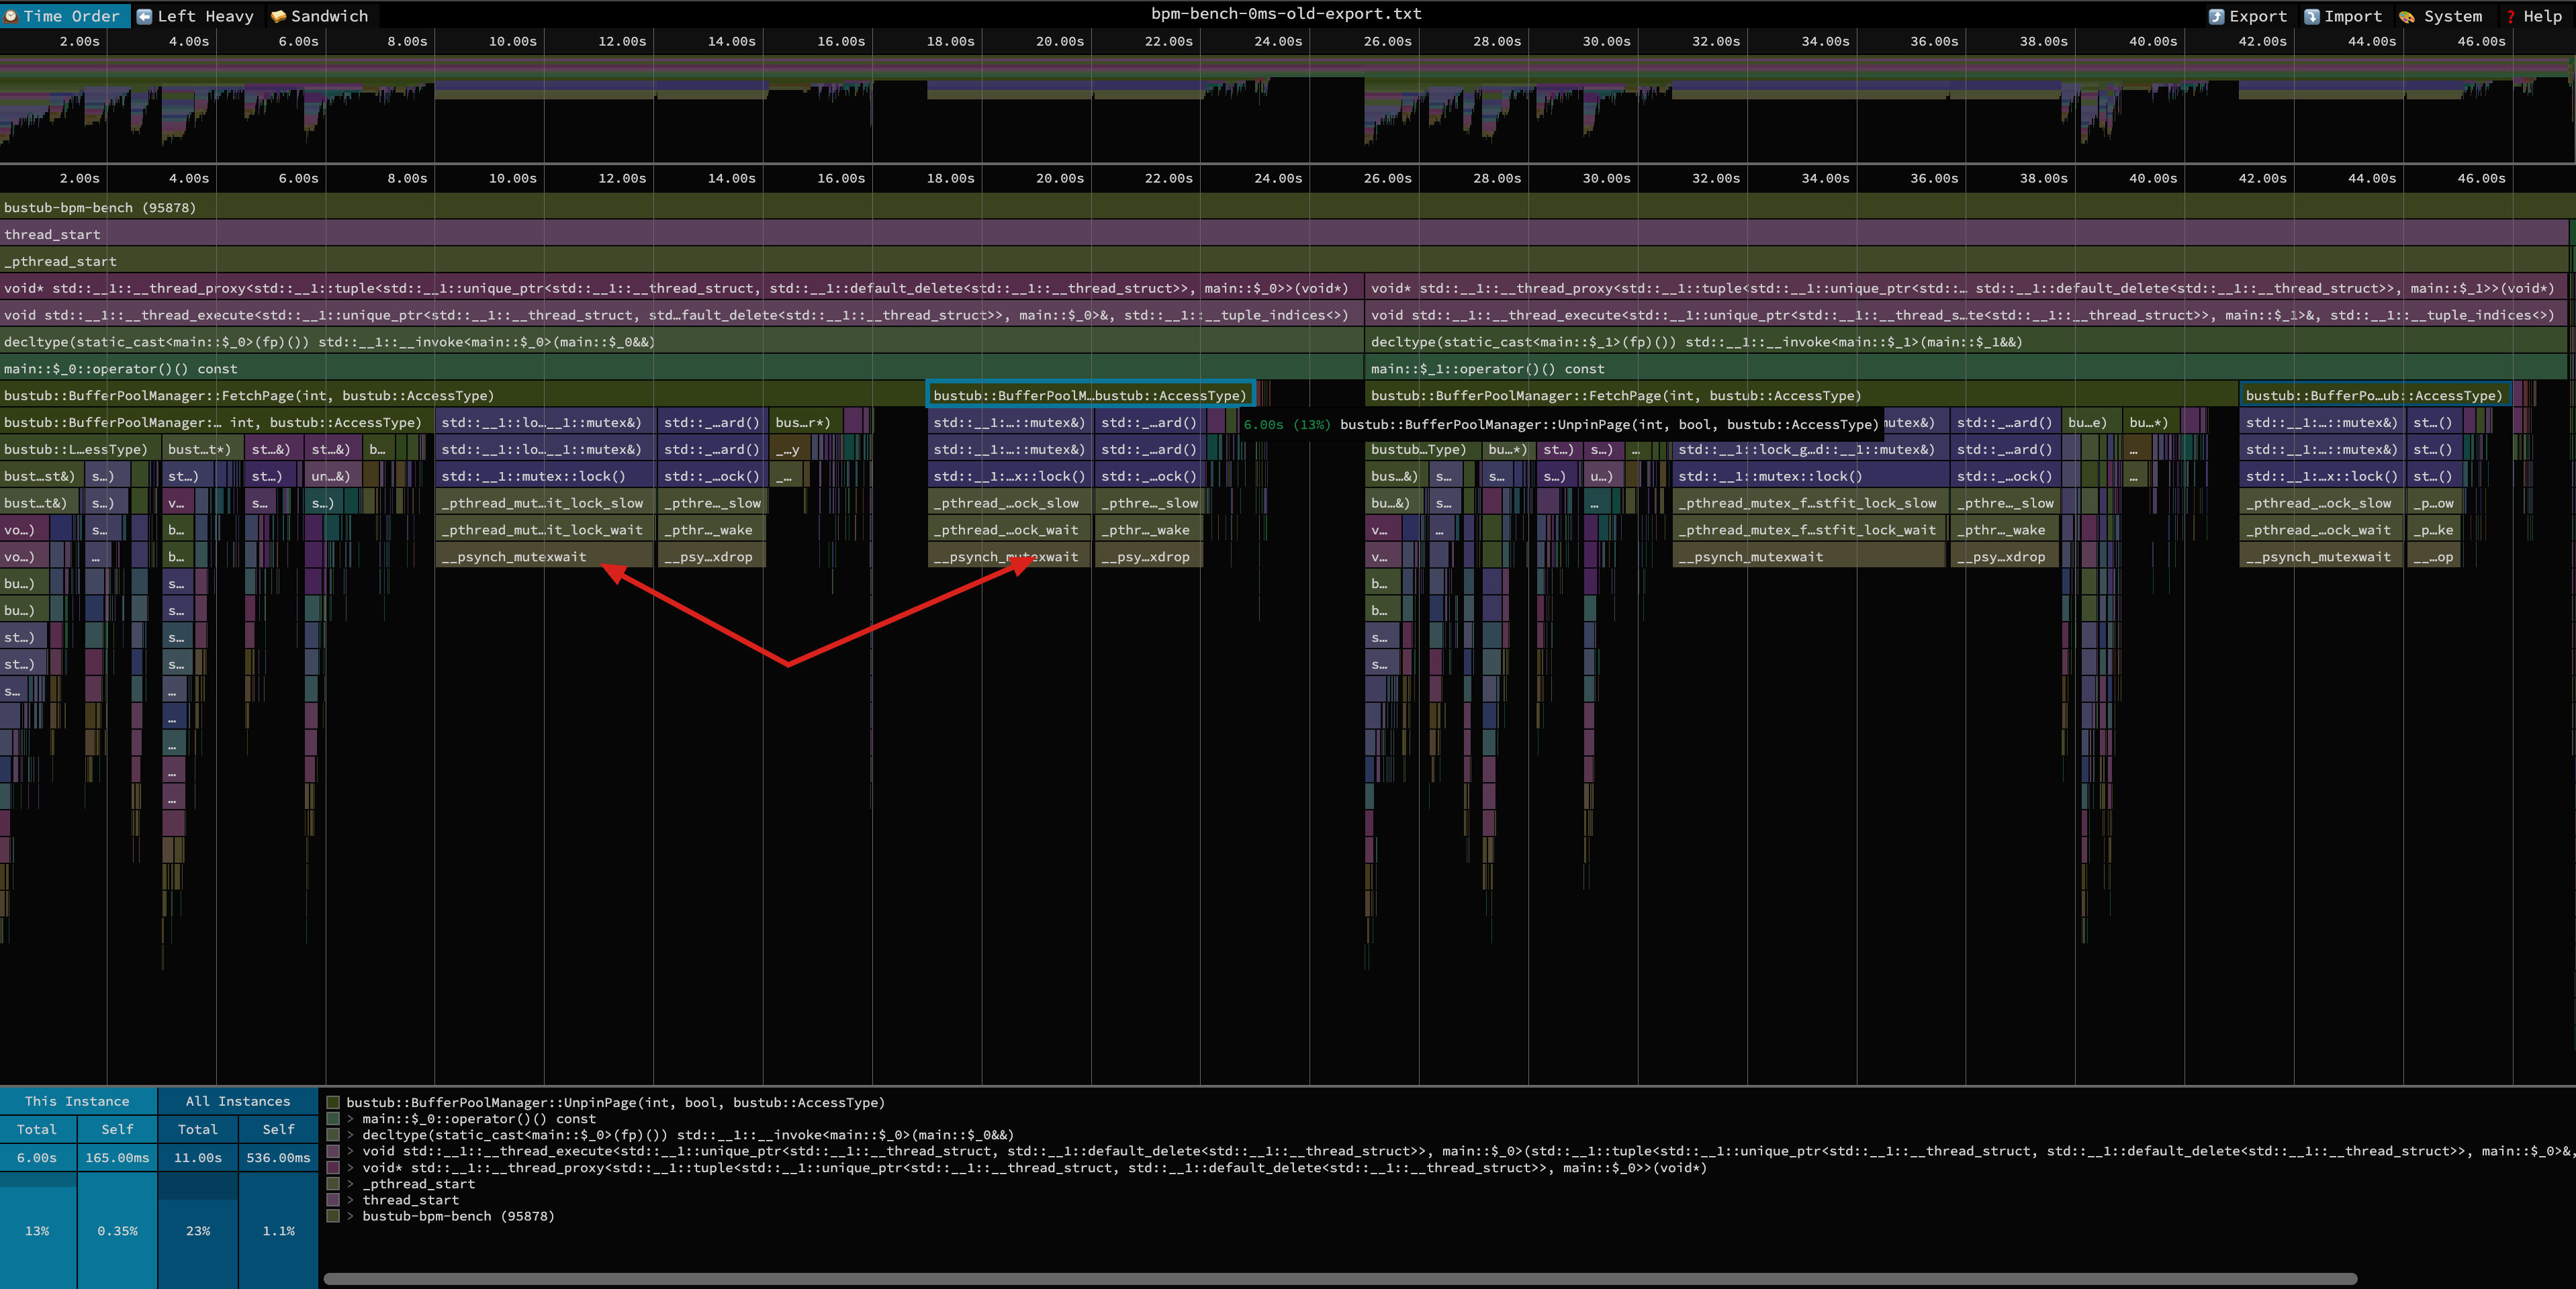 Time Order Left Heavy Sandwich bpm-bench-0ms-old-export.txt Export Import System Help
2.00s 4.00s 6.00s 8.00s 10.00s 12.00s 14.00s 16.00s 18.00s 20.00s 22.00s 24.00s 26.00s 28.00s 30.00s 32.00s 34.00s 36.00s 38.00s 40.00s 42.00s 44.00s 46.00s
2.00s 4.00s 6.00s 8.00s 10.00s 12.00s 14.00s 16.00s 18.00s 20.00s 22.00s 24.00s 26.00s 28.00s 30.00s 32.00s 34.00s 36.00s 38.00s 40.00s 42.00s 44.00s 46.00s
bustub-bpm-bench (95878)
thread_start
_pthread_start
void* std::__1::__thread_proxy<std::__1::tuple<std::__1::unique_ptr<std::__1::__thread_struct, std::__1::default_delete<std::__1::__thread_struct>>, main::$_0>>(void*) void* std::__1::__thread_proxy<std::__1::tuple<std::__1::unique_ptr<std::… std::__1::default_delete<std::__1::__thread_struct>>, main::$_1>>(void*)
void std::__1::__thread_execute<std::__1::unique_ptr<std::__1::__thread_struct, std…fault_delete<std::__1::__thread_struct>>, main::$_0>&, std::__1::__tuple_indices<>) void std::__1::__thread_execute<std::__1::unique_ptr<std::__1::__thread_s…te<std::__1::__thread_struct>>, main::$_1>&, std::__1::__tuple_indices<>)
decltype(static_cast<main::$_0>(fp)()) std::__1::__invoke<main::$_0>(main::$_0&&) decltype(static_cast<main::$_1>(fp)()) std::__1::__invoke<main::$_1>(main::$_1&&)
main::$_0::operator()() const main::$_1::operator()() const
bustub::BufferPoolManager::FetchPage(int, bustub::AccessType) bustub::BufferPoolM…bustub::AccessType) bustub::BufferPoolManager::FetchPage(int, bustub::AccessType) bustub::BufferPo…ub::AccessType)
bustub::BufferPoolManager::… int, bustub::AccessType) std::__1::lo…_1::mutex&) std::_…ard() bus…r*) std::__1:…::mutex&) std::_…ard() 6.00s (13%) bustub::BufferPoolManager::UnpinPage(int, bool, bustub::AccessType) mutex&) std::_…ard() bu…e) bu…*) std::__1:…::mutex&) st…()
bustub::L…essType) bust…t*) st…&) st…&) b… std::__1::lo…_1::mutex&) std::_…ard() _…y std::__1:…::mutex&) std::_…ard() bustub…Type) bu…*) st…) s…) … std::__1::lock_g…d::__1::mutex&) std::_…ard() … std::__1:…::mutex&) st…()
bust…st&) s…) st…) st…) un…&) std::__1::mutex::lock() std::_…ock() _… std::__1:…x::lock() std::_…ock() bus…&) s… s… s…) u…) std::__1::mutex::lock() std::_…ock() … std::__1:…x::lock() st…()
bust…t&) s…) v… s… s…) _pthread_mut…it_lock_slow _pthre…_slow _pthread_…ock_slow _pthre…_slow bu…&) s… … _pthread_mutex_f…stfit_lock_slow _pthre…_slow _pthread_…ock_slow _p…ow
vo…) s… b… _pthread_mut…it_lock_wait _pthr…_wake _pthread_…ock_wait _pthr…_wake v… … _pthread_mutex_f…stfit_lock_wait _pthr…_wake _pthread_…ock_wait _p…ke
vo…) … b… __psynch_mutexwait __psy…xdrop __psynch_mutexwait __psy…xdrop v… __psynch_mutexwait __psy…xdrop __psynch_mutexwait __…op
bu…) s… b…
bu…) s… b…
st…) s… s…
st…) s… s…
s… …
…
…
…
…
This Instance All Instances
Total Self Total Self
6.00s 165.00ms 11.00s 536.00ms
13% 0.35% 23% 1.1%
bustub::BufferPoolManager::UnpinPage(int, bool, bustub::AccessType)
> main::$_0::operator()() const
> decltype(static_cast<main::$_0>(fp)()) std::__1::__invoke<main::$_0>(main::$_0&&)
> void std::__1::__thread_execute<std::__1::unique_ptr<std::__1::__thread_struct, std::__1::default_delete<std::__1::__thread_struct>>, main::$_0>(std::__1::tuple<std::__1::unique_ptr<std::__1::__thread_struct, std::__1::default_delete<std::__1::__thread_struct>>, main::$_0>&,
> void* std::__1::__thread_proxy<std::__1::tuple<std::__1::unique_ptr<std::__1::__thread_struct, std::__1::default_delete<std::__1::__thread_struct>>, main::$_0>>(void*)
> _pthread_start
> thread_start
> bustub-bpm-bench (95878)